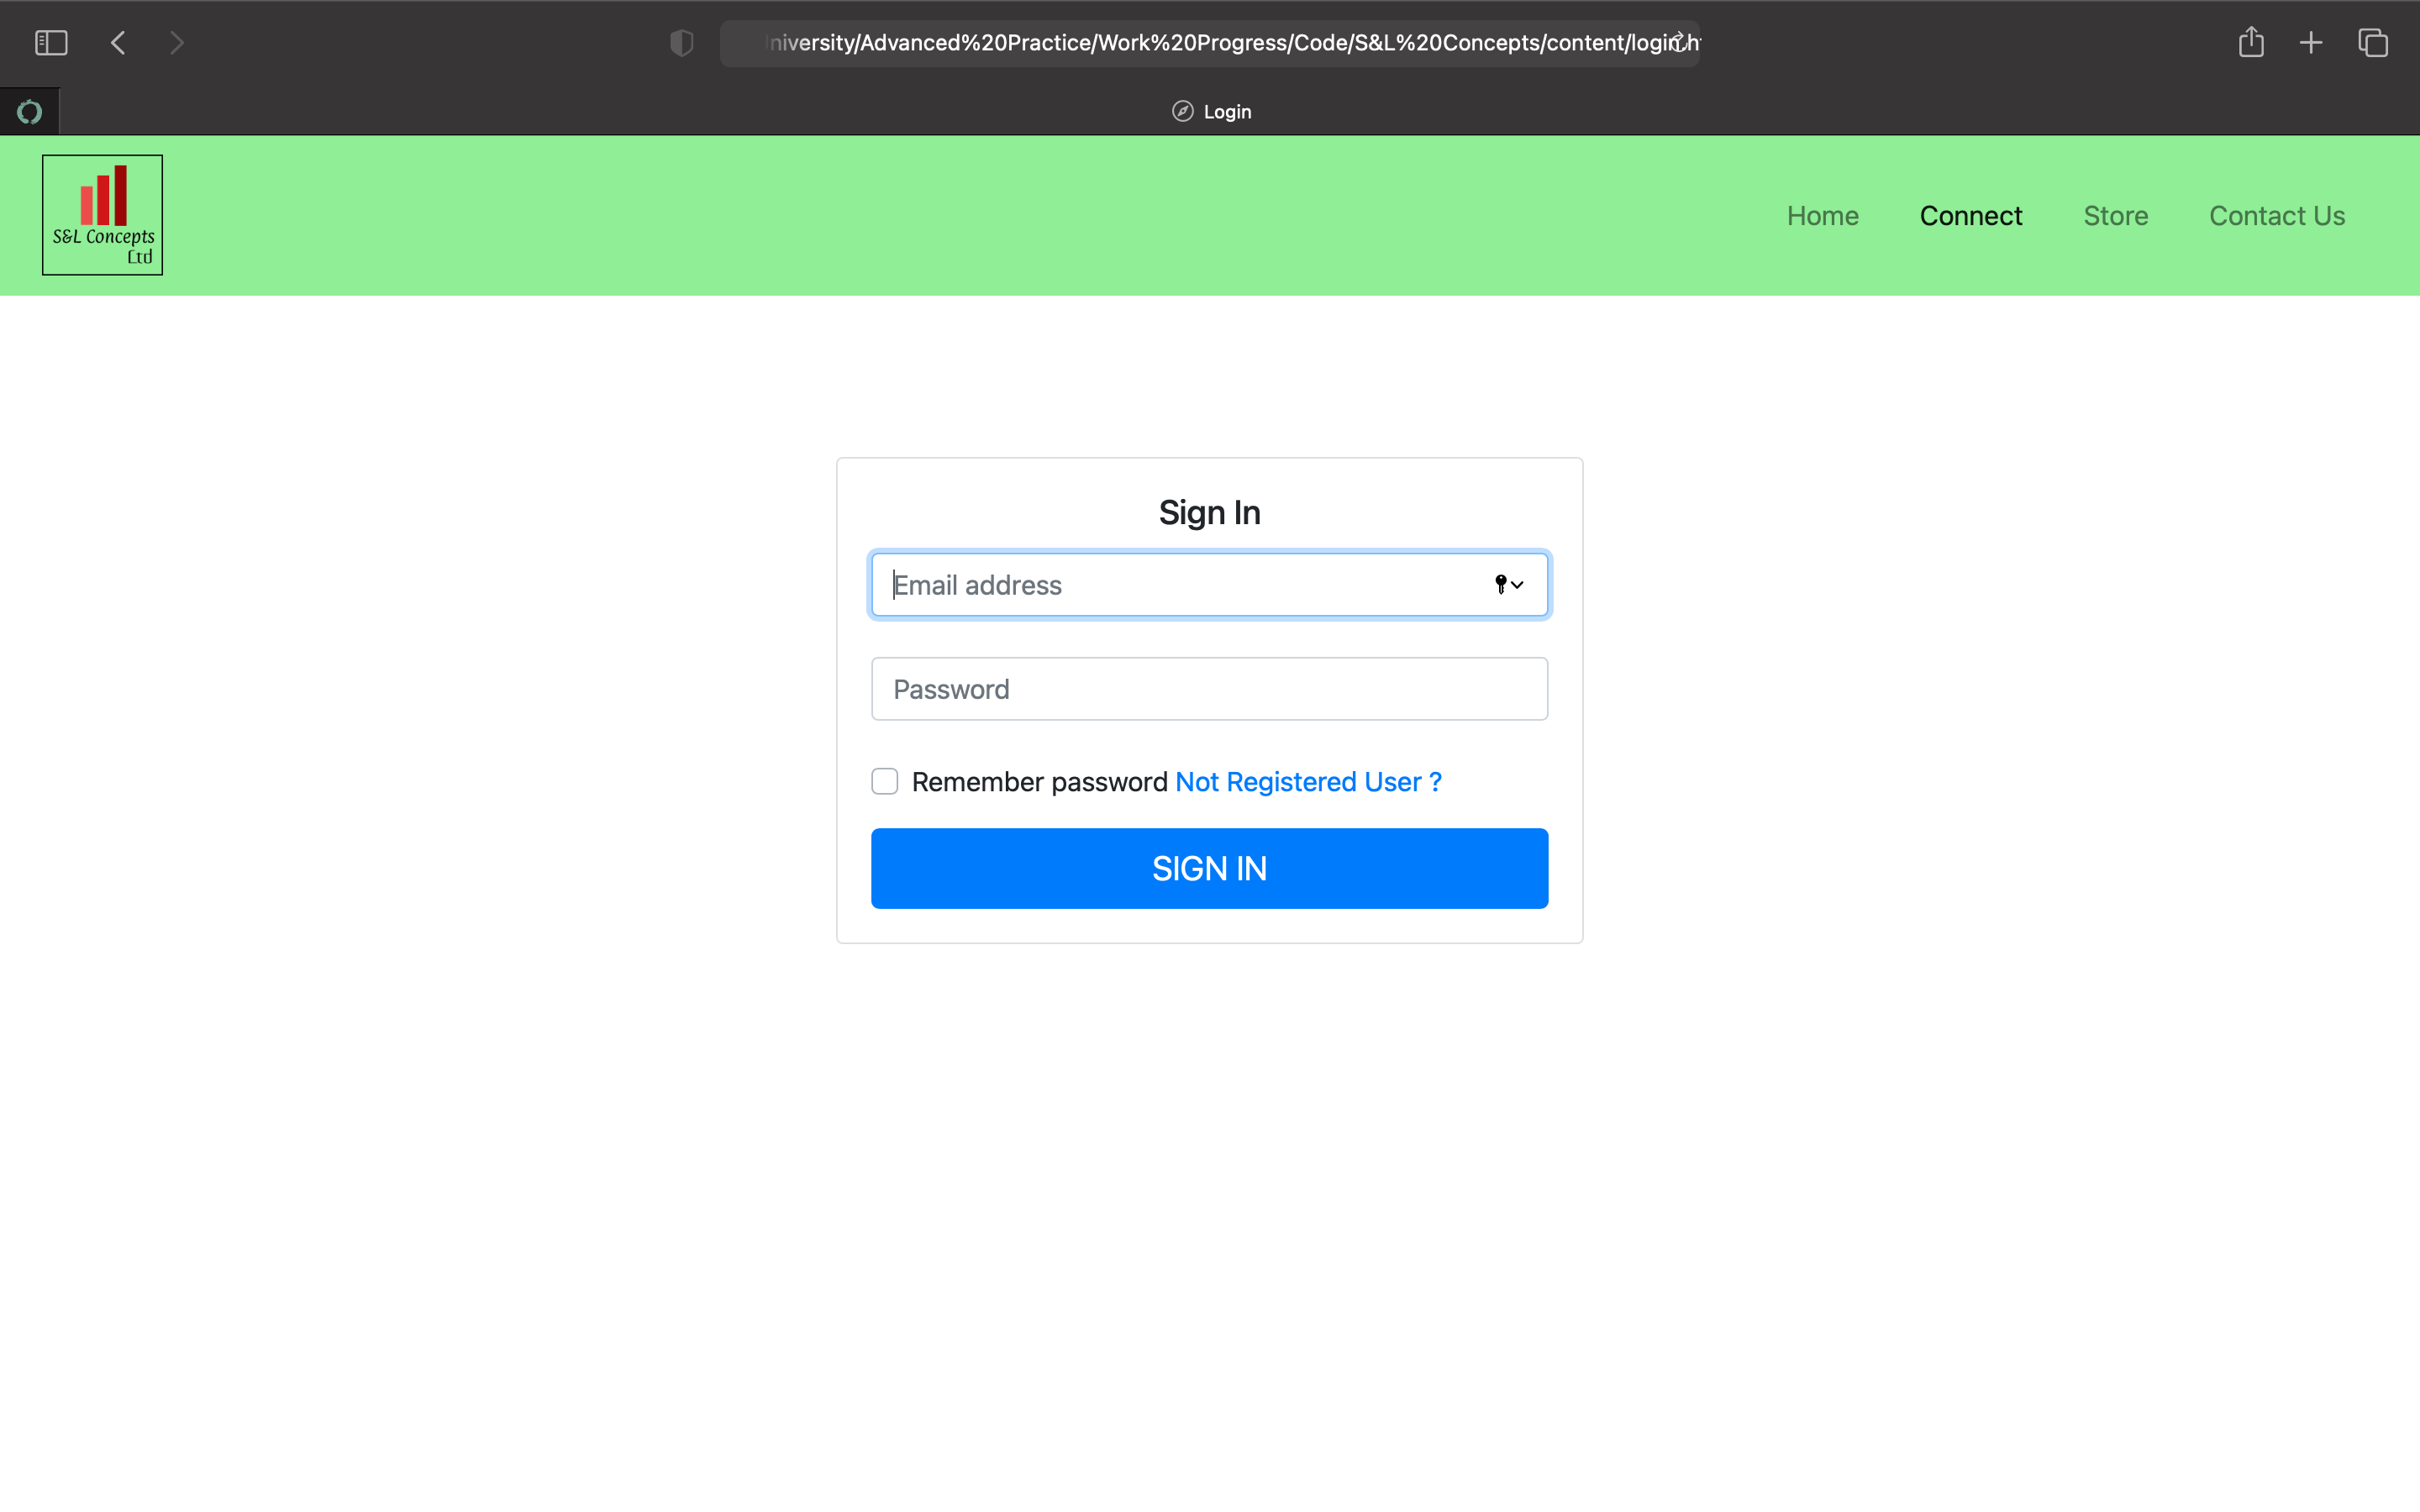 niversity/Advanced%20Practice/Work%20Progress/Code/S&L%20Concepts/content/login.h
Login
S&L Concepts
Ltd
Home Connect Store Contact Us
Sign In
Email address
Password
Remember password Not Registered User ?
SIGN IN